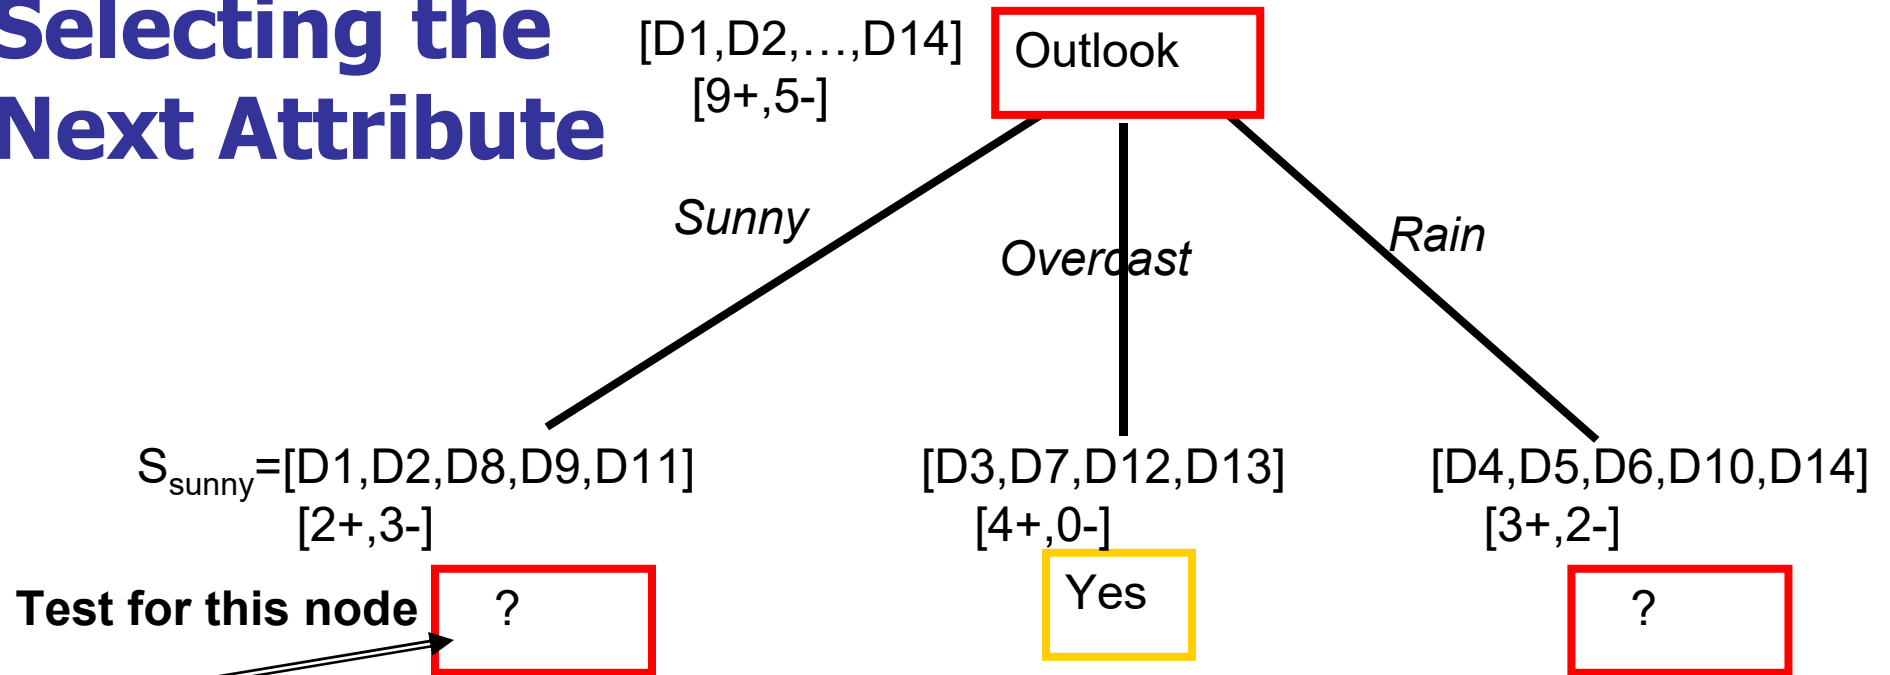 Selecting the
Next Attribute
[D1,D2,…,D14]
[9+,5-]
Outlook
Sunny
Overcast
Rain
Ssunny=[D1,D2,D8,D9,D11]
[2+,3-]
[D3,D7,D12,D13]
[4+,0-]
[D4,D5,D6,D10,D14]
[3+,2-]
Test for this node
?
Yes
?